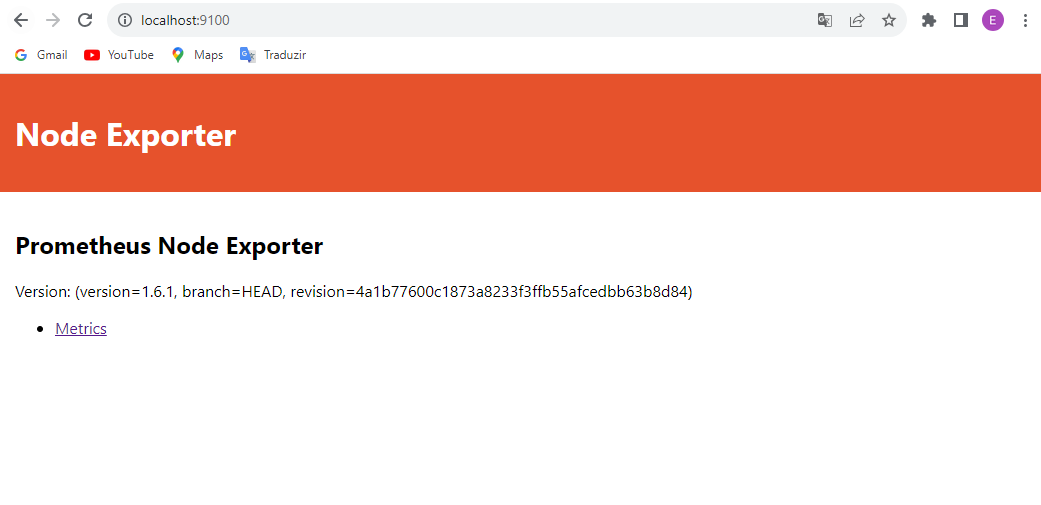 localhost:9100
E
Gmail YouTube Maps Traduzir
Node Exporter
Prometheus Node Exporter
Version: (version=1.6.1, branch=HEAD, revision=4a1b77600c1873a8233f3ffb55afcedbb63b8d84)
Metrics